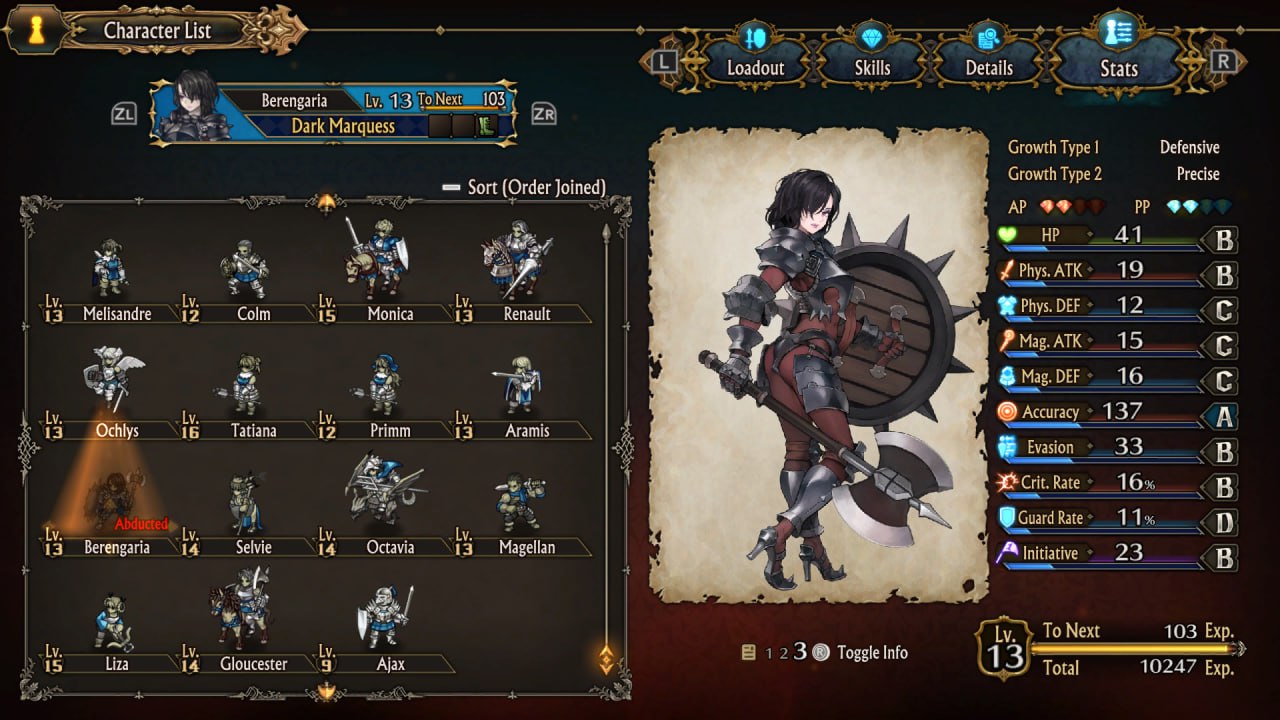 Character List
L
Loadout
Skills
Details
Stats
R
ZL
Berengaria
Lv. 13 To Next 103
Dark Marquess
ZR
Sort (Order Joined)
Lv. 13 Melisandre
Lv. 12 Colm
Lv. 15 Monica
Lv. 13 Renault
Lv. 13 Ochlys
Lv. 16 Tatiana
Lv. 12 Primm
Lv. 13 Aramis
Abducted
Lv. 13 Berengaria
Lv. 14 Selvie
Lv. 14 Octavia
Lv. 13 Magellan
Lv. 15 Liza
Lv. 14 Gloucester
Lv. 9 Ajax
Growth Type 1 Defensive
Growth Type 2 Precise
AP PP
HP 41 B
Phys. ATK 19 B
Phys. DEF 12 C
Mag. ATK 15 C
Mag. DEF 16 C
Accuracy 137 A
Evasion 33 B
Crit. Rate 16% B
Guard Rate 11% D
Initiative 23 B
1 2 3 R Toggle Info
Lv. 13
To Next 103 Exp.
Total 10247 Exp.